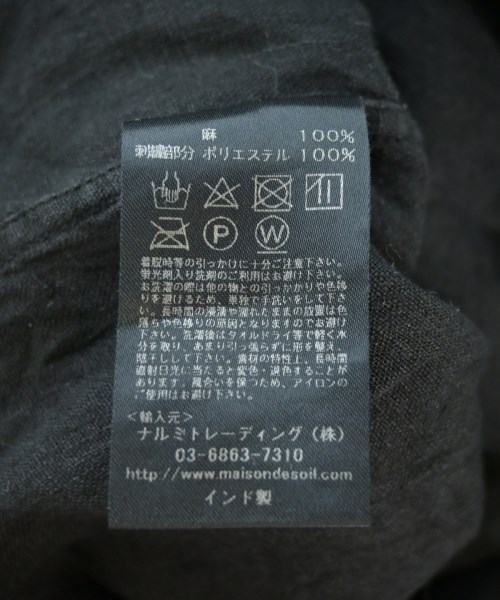 麻 100%
刺繍部分 ポリエステル 100%
P W
着脱時等の引っかけに十分ご注意下さい。
蛍光剤入り洗剤のご利用はお避け下さい。
お洗濯の際は他の物との引っかかりや色移
りを避けるため、単独で手洗いをして下さ
い。長時間の浸漬や濡れたままの放置は色
落ちや色移りの原因となりますのでお避け
下さい。洗濯後はタオルドライ等で軽く水
分を取り、あまり引っ張らずに形を整え、
陰干しして下さい。素材の特性上、長時間
直射日光に当たると変色・退色することが
あります。風合いを保つため、アイロンの
ご使用はお避け下さい。
<輸入元>
ナルミトレーディング (株)
03-6863-7310
http://www.maisondesoil.com
インド製